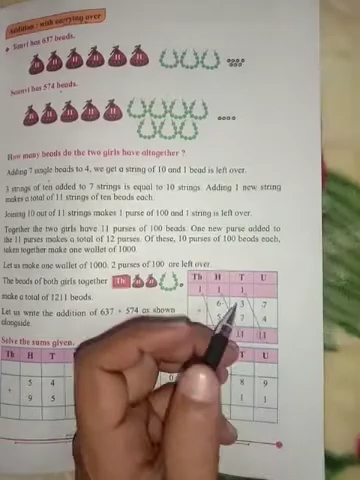 Addition : with carrying over
Sanvi has 637 beads.
H H H H H H
has 574 beads.
H H H H H
How many beads do the two girls have altogether ?
Adding 7 single beads to 4, we get a string of 10 and 1 bead is left over.
3 strings of ten added to 7 strings is equal to 10 strings. Adding 1 new string
makes a total of 11 strings of ten beads each.
Joining 10 out of 11 strings makes 1 purse of 100 and 1 string is left over.
Together the two girls have 11 purses of 100 beads. One new purse added to
the 11 purses makes a total of 12 purses. Of these, 10 purses of 100 beads each,
taken together make one wallet of 1000.
Let us make one wallet of 1000. 2 purses of 100 are left over.
The beads of both girls together Th H H
make a total of 1211 beads.
Let us write the addition of 637 + 574 as shown
alongside.
Th H T U
1 1 1
6 3 7
+ 5 7 4
11 11
Solve the sums given.
Th H T T U
5 4 8 9
+ 9 5 1 1